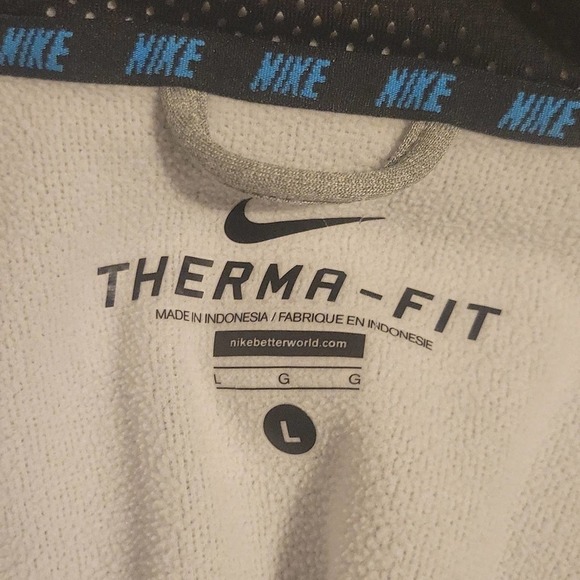 NIKE NIKE NIKE NIKE NIKE
THERMA-FIT
MADE IN INDONESIA / FABRIQUE EN INDONESIE
nikebetterworld.com
L G G
L